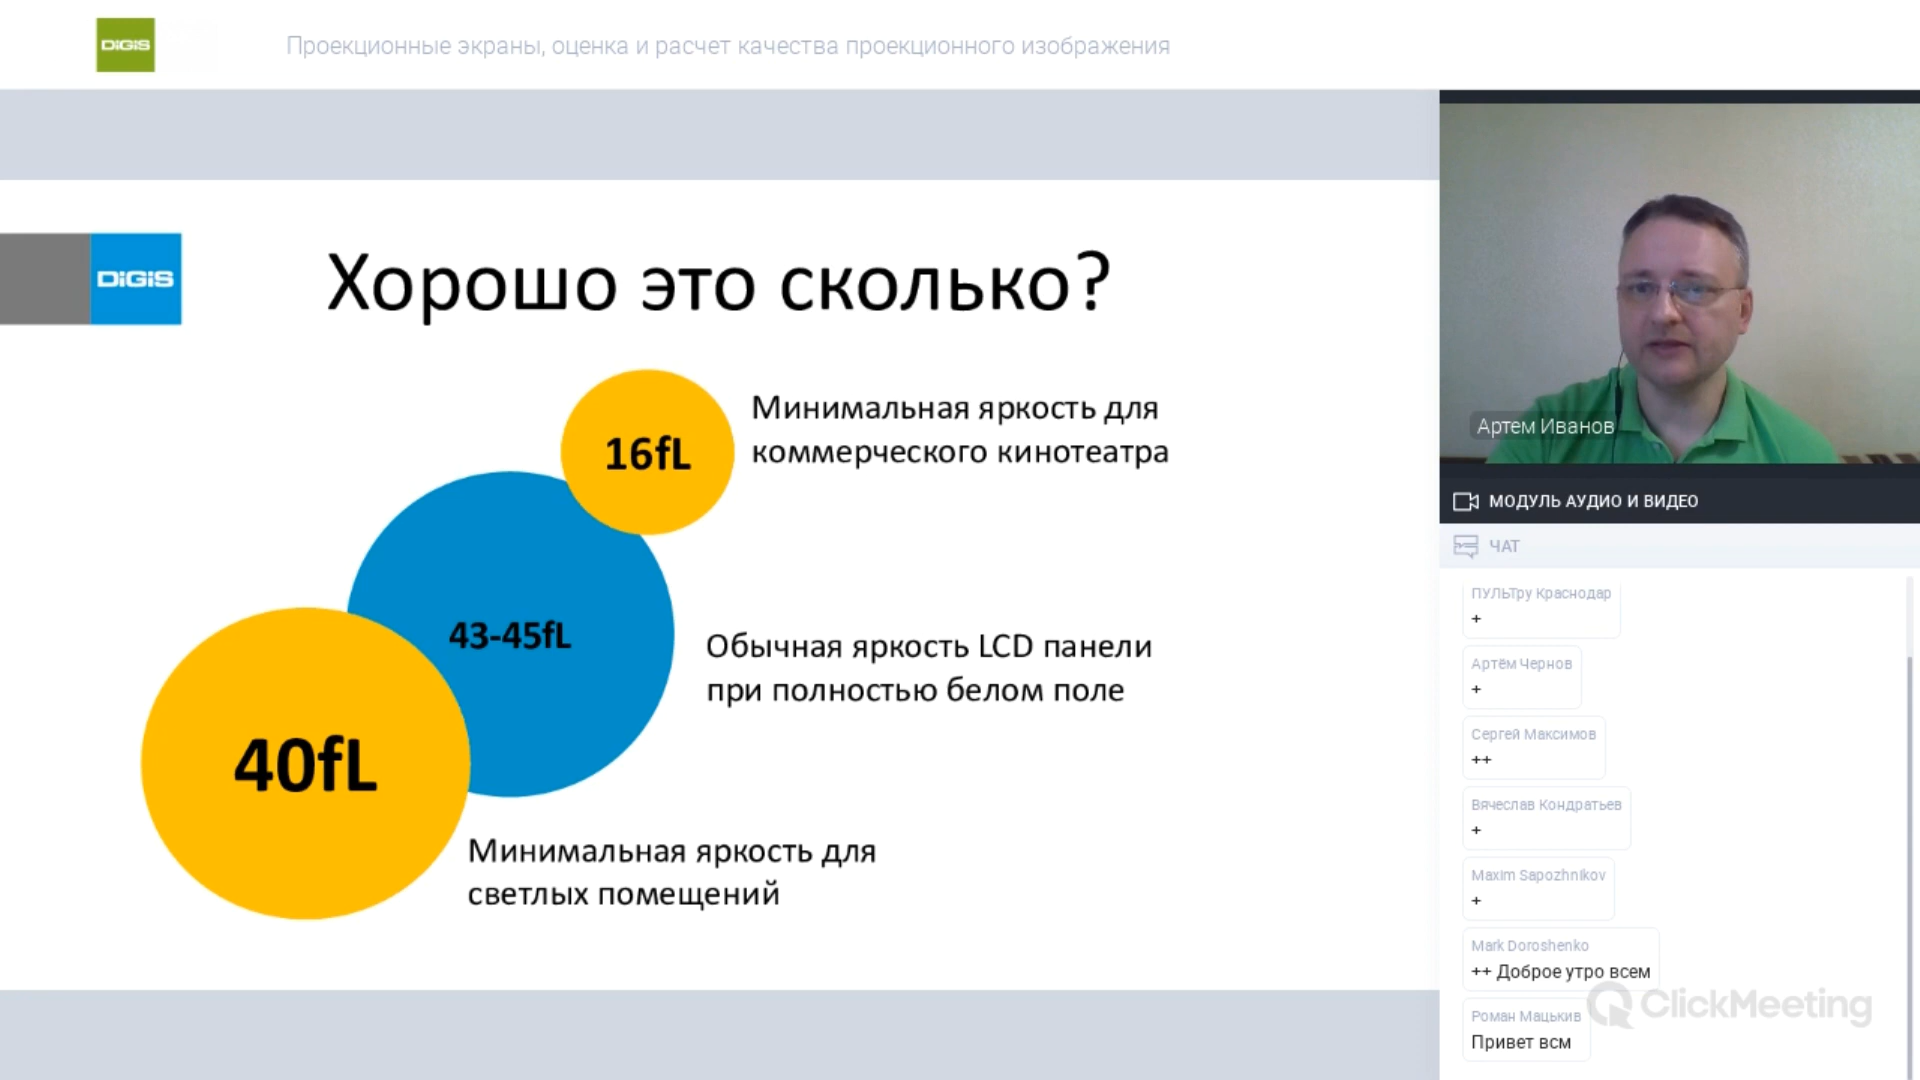 DiGiS
Проекционные экраны, оценка и расчет качества проекционного изображения
DiGiS
Хорошо это сколько?
16fL
Минимальная яркость для
коммерческого кинотеатра
43-45fL
Обычная яркость LCD панели
при полностью белом поле
40fL
Минимальная яркость для
светлых помещений
Артем Иванов
МОДУЛЬ АУДИО И ВИДЕО
ЧАТ
ПУЛЬТру Краснодар
+
Артём Чернов
+
Сергей Максимов
++
Вячеслав Кондратьев
+
Maxim Sapozhnikov
+
Mark Doroshenko
++ Доброе утро всем
Роман Мацькив
Привет всм
ClickMeeting